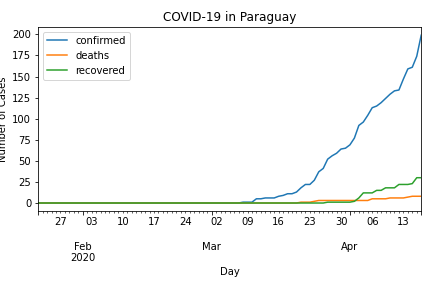 COVID-19 in Paraguay
200
175
150
125
100
75
50
25
0
confirmed
deaths
recovered
Number of Cases
27 03 10 17 24 02 09 16 23 30 06 13
Feb Mar Apr
2020
Day